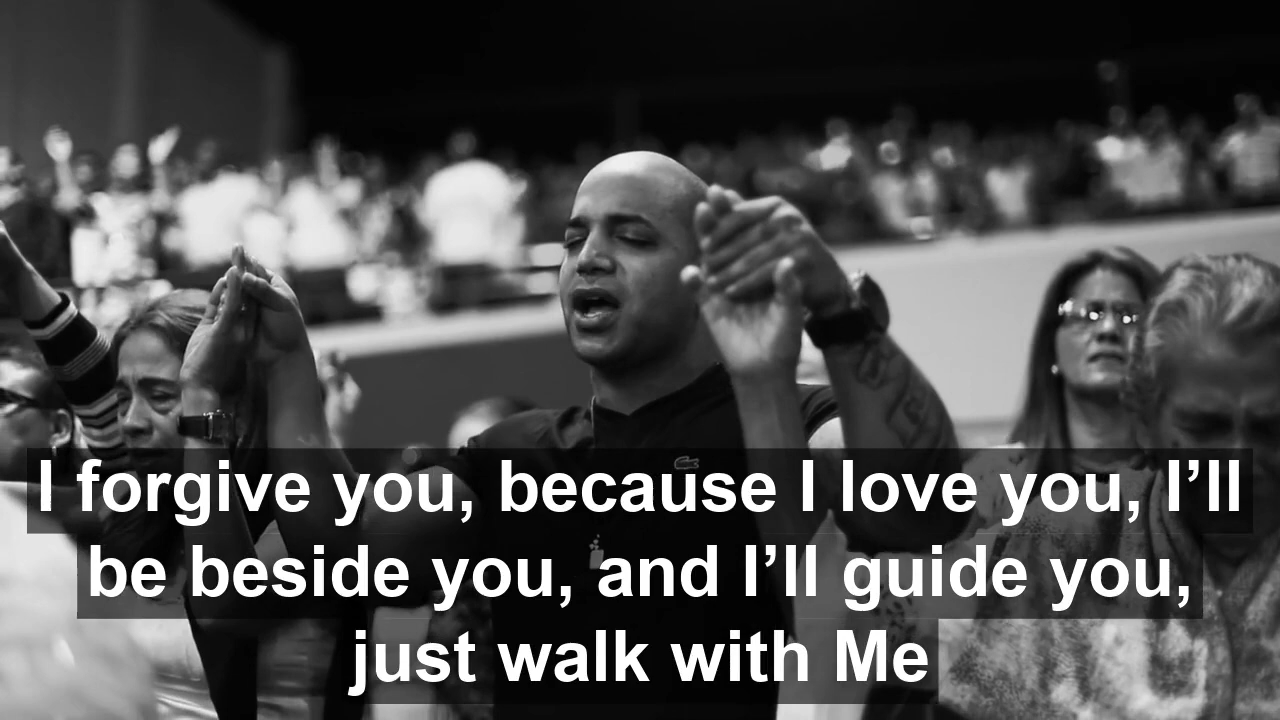 I forgive you, because I love you, I’ll
be beside you, and I’ll guide you,
just walk with Me